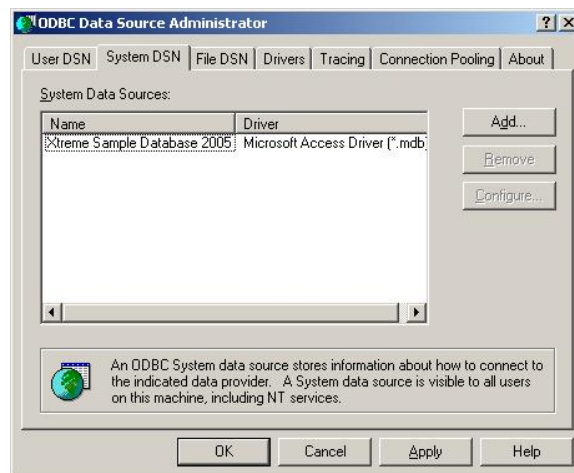 ODBC Data Source Administrator
User DSN System DSN File DSN Drivers Tracing Connection Pooling About
System Data Sources:
Name Driver
Xtreme Sample Database 2005 Microsoft Access Driver (*.mdb)
Add...
Remove
Configure...
An ODBC System data source stores information about how to connect to
the indicated data provider. A System data source is visible to all users
on this machine, including NT services.
OK Cancel Apply Help